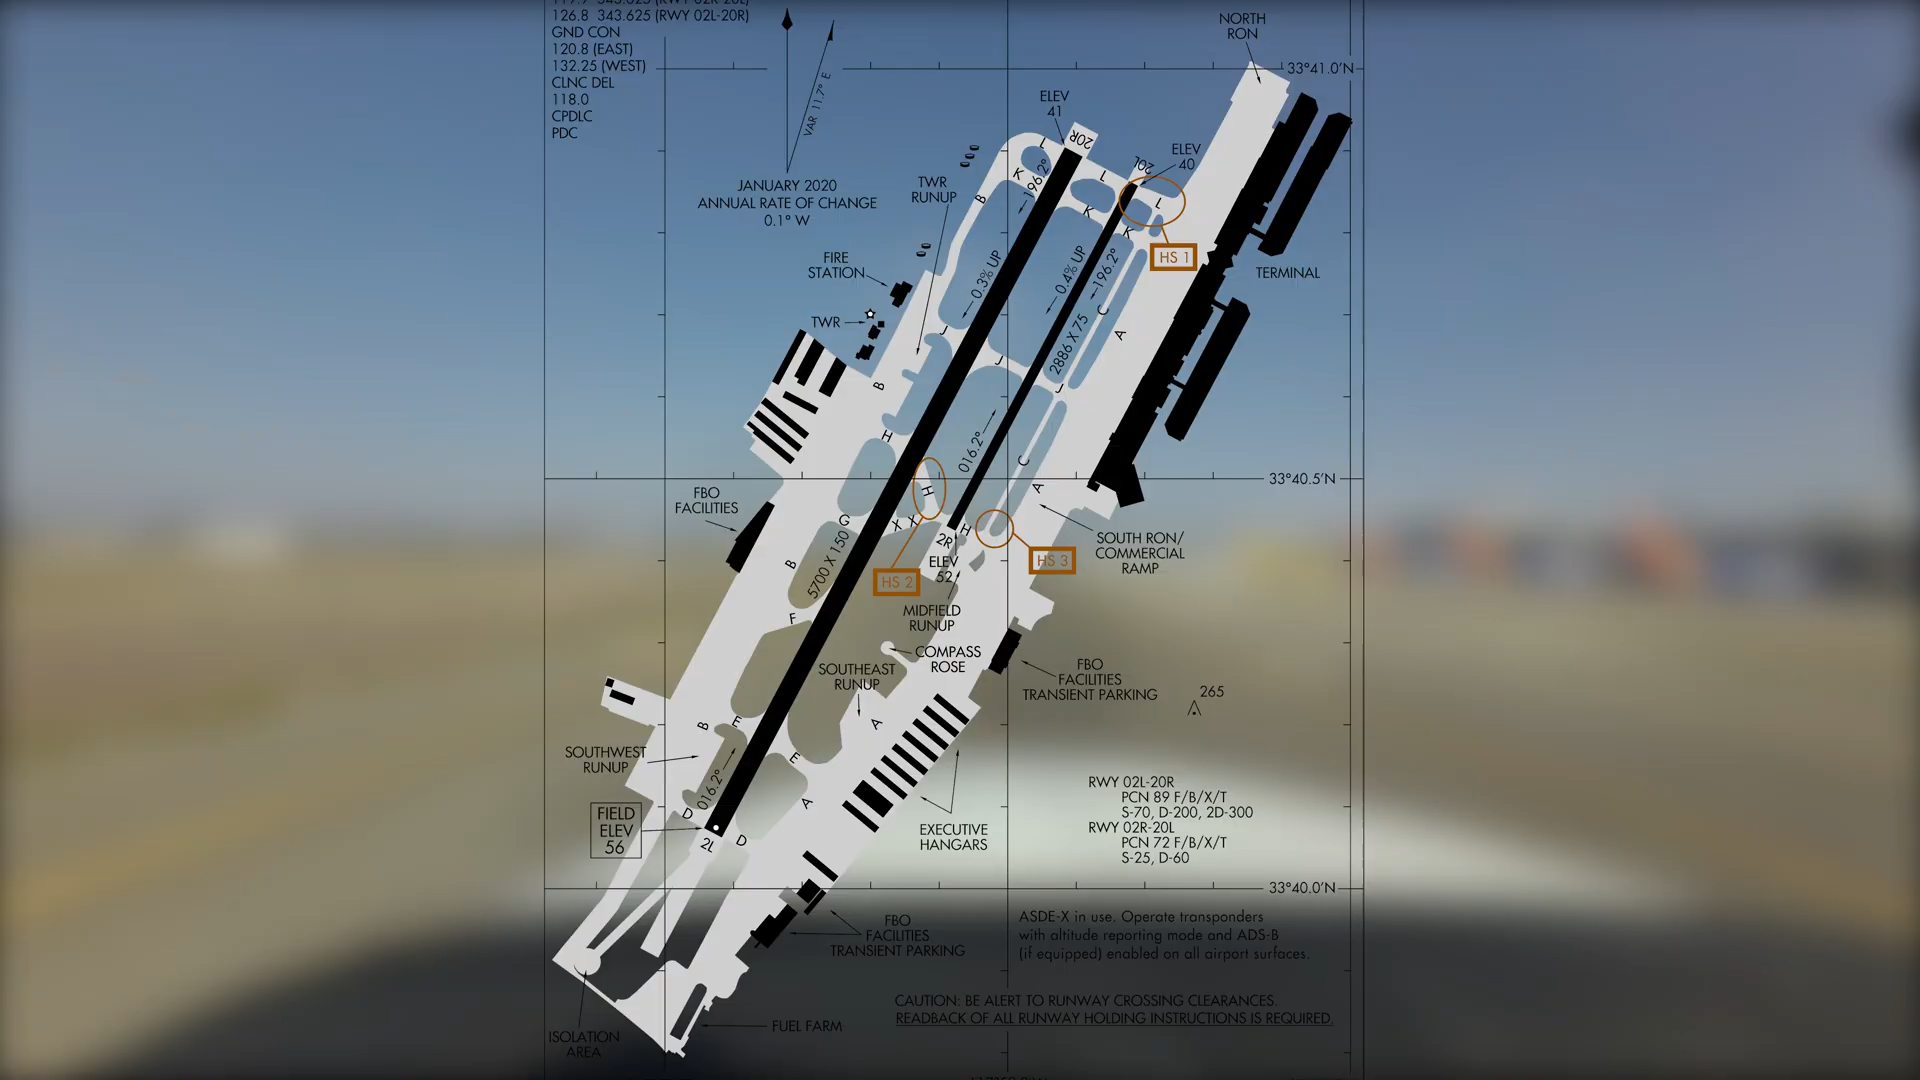 126.8 343.625 (RWY 02L-20R)
GND CON
120.8 (EAST)
132.25 (WEST)
CLNC DEL
118.0
CPDLC
PDC
VAR 11.7° E
JANUARY 2020
ANNUAL RATE OF CHANGE
0.1° W
NORTH
RON
33°41.0'N
ELEV
41
20R
ELEV
40
20L
L
K
196.2°
L
K
L
K
B
TWR
RUNUP
HS 1
FIRE
STATION
TERMINAL
0.3% UP
0.4% UP
196.2°
TWR
C
A
J
J
J
2886 X 75
B
H
016.2°
C
A
33°40.5'N
FBO
FACILITIES
H
G
X X
H
2R
ELEV
52
HS 2
HS 3
SOUTH RON/
COMMERCIAL
RAMP
B
5700 X 150
F
MIDFIELD
RUNUP
COMPASS
ROSE
SOUTHEAST
RUNUP
FBO
FACILITIES
TRANSIENT PARKING
265
B
E
A
E
SOUTHWEST
RUNUP
016.2°
A
D
D
2L
FIELD
ELEV
56
EXECUTIVE
HANGARS
RWY 02L-20R
PCN 89 F/B/X/T
S-70, D-200, 2D-300
RWY 02R-20L
PCN 72 F/B/X/T
S-25, D-60
33°40.0'N
FBO
FACILITIES
TRANSIENT PARKING
ASDE-X in use. Operate transponders
with altitude reporting mode and ADS-B
(if equipped) enabled on all airport surfaces.
CAUTION: BE ALERT TO RUNWAY CROSSING CLEARANCES.
READBACK OF ALL RUNWAY HOLDING INSTRUCTIONS IS REQUIRED.
FUEL FARM
ISOLATION
AREA